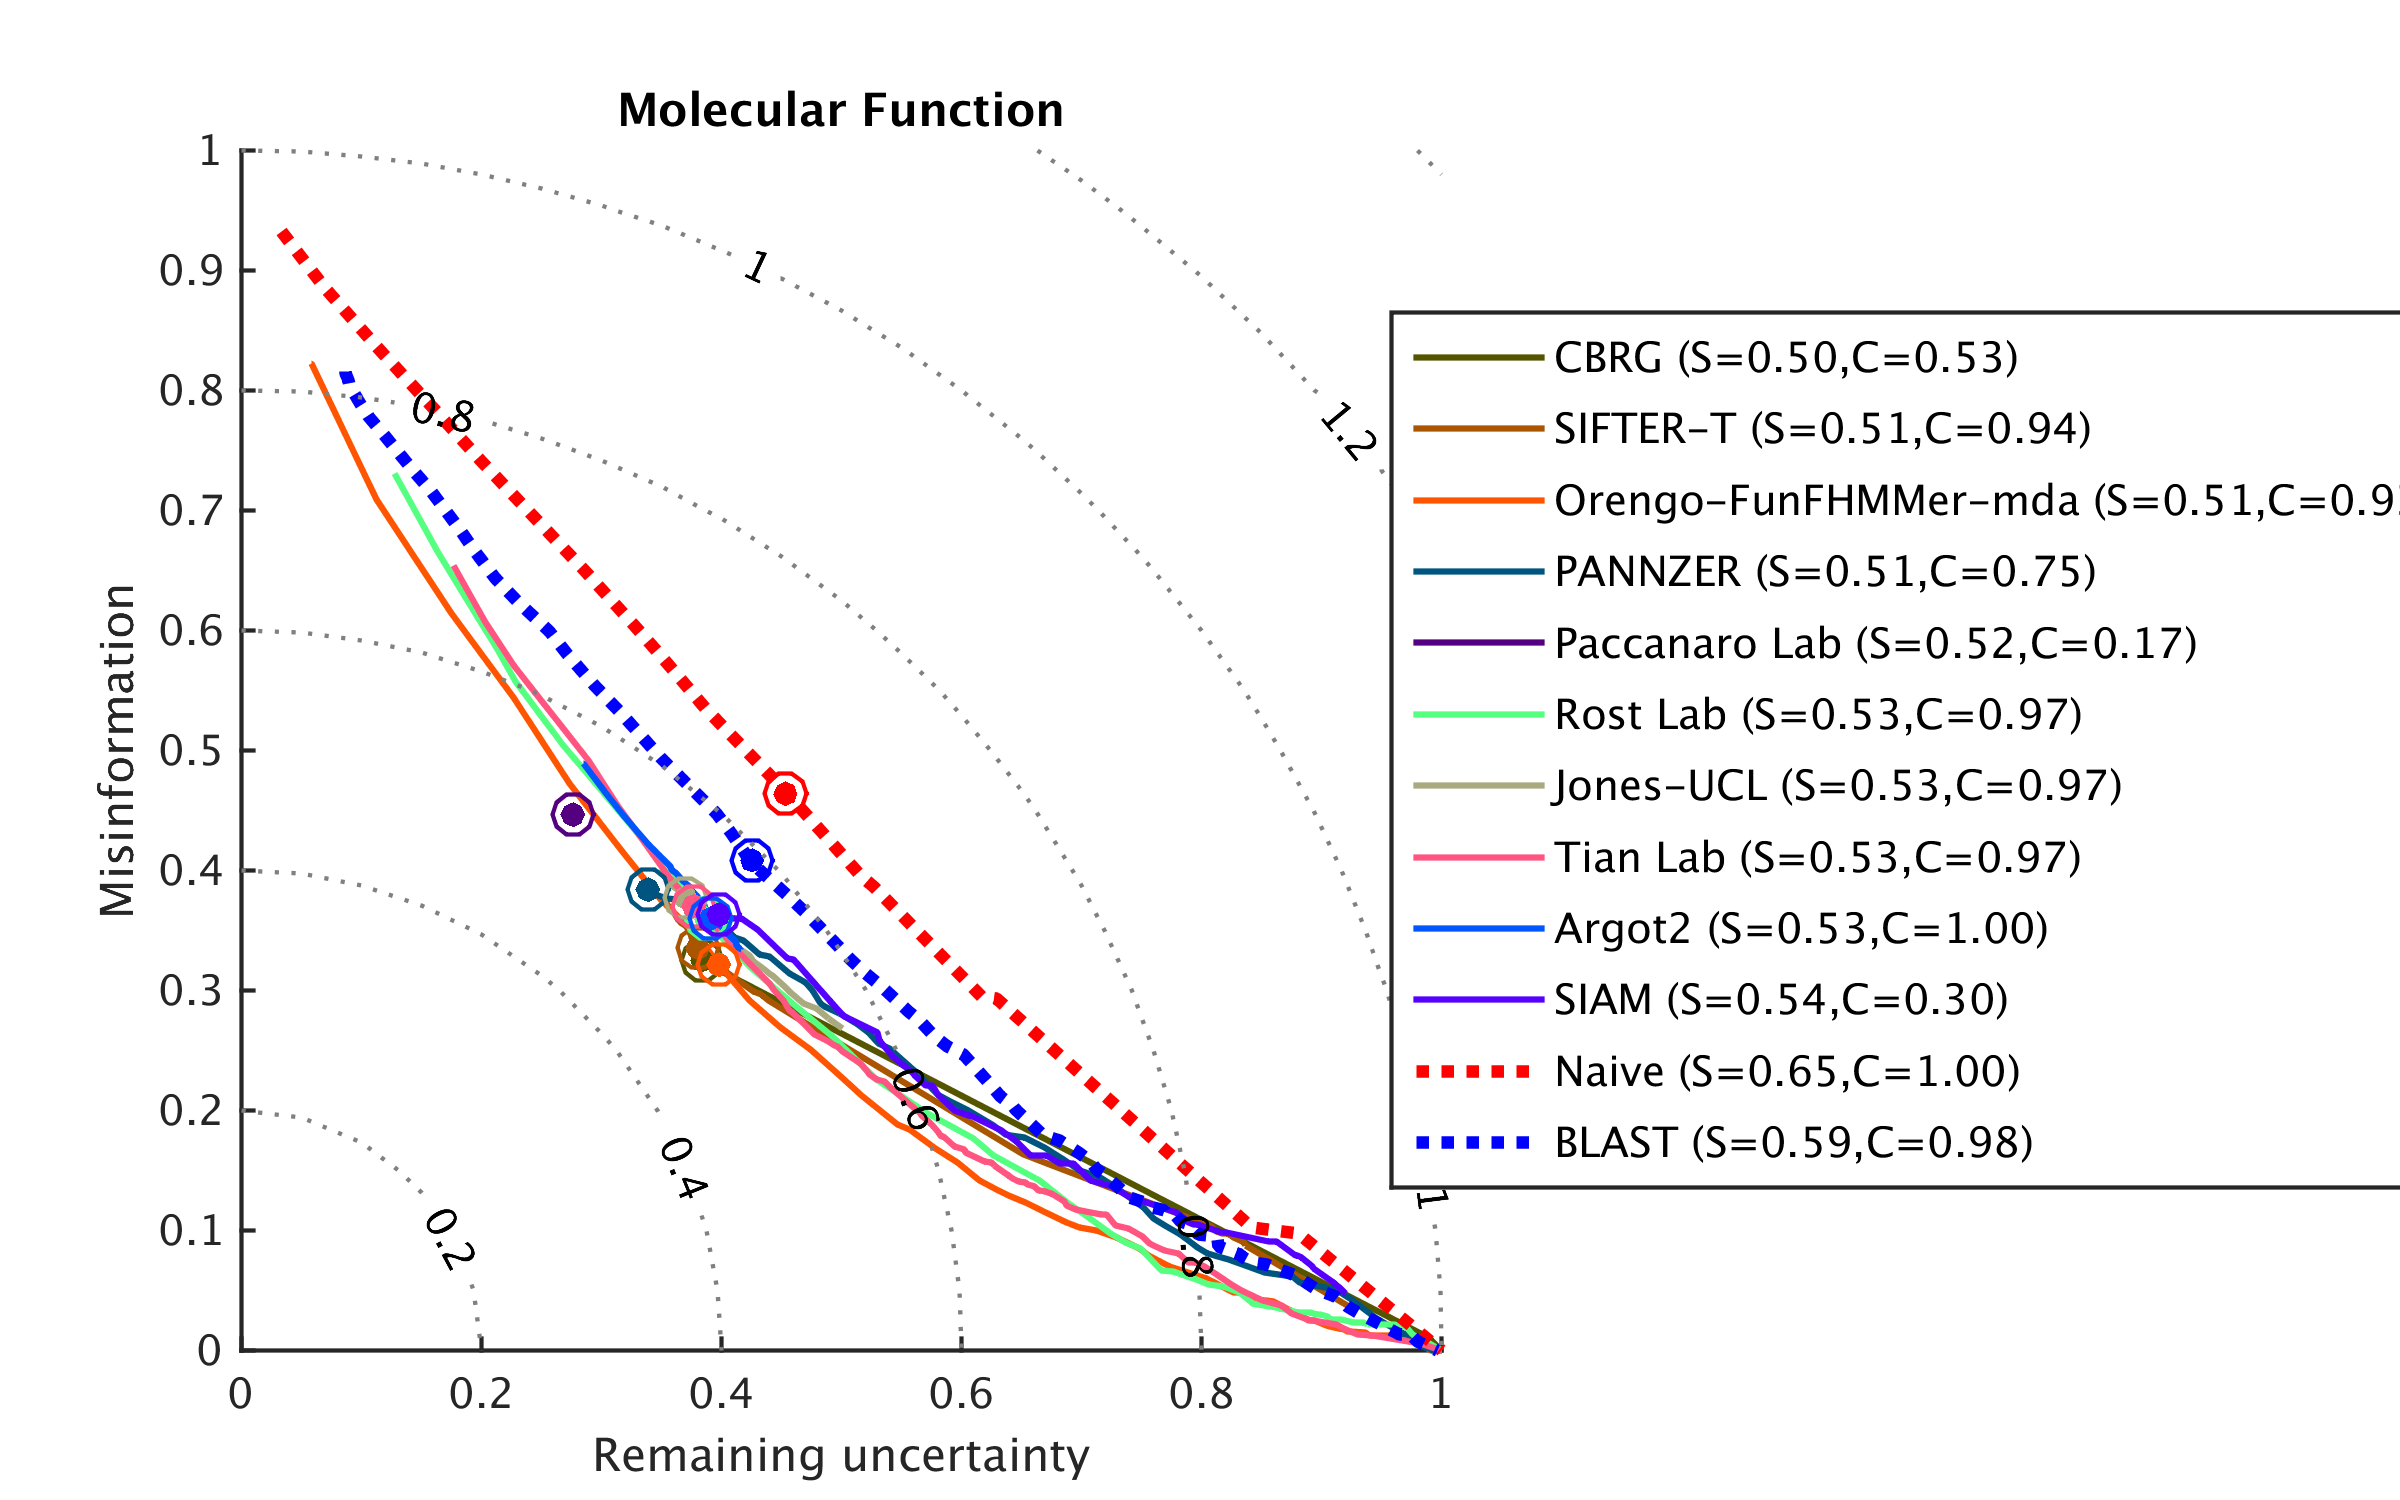 Molecular Function
1
0.9
0.8
0.7
0.6
0.5
0.4
0.3
0.2
0.1
0
Misinformation
0
0.2
0.4
0.6
0.8
1
Remaining uncertainty
1
0.8
1.2
0.6
0.4
0.2
0.8
1
CBRG (S=0.50,C=0.53)
SIFTER-T (S=0.51,C=0.94)
Orengo-FunFHMMer-mda (S=0.51,C=0.9
PANNZER (S=0.51,C=0.75)
Paccanaro Lab (S=0.52,C=0.17)
Rost Lab (S=0.53,C=0.97)
Jones-UCL (S=0.53,C=0.97)
Tian Lab (S=0.53,C=0.97)
Argot2 (S=0.53,C=1.00)
SIAM (S=0.54,C=0.30)
Naive (S=0.65,C=1.00)
BLAST (S=0.59,C=0.98)